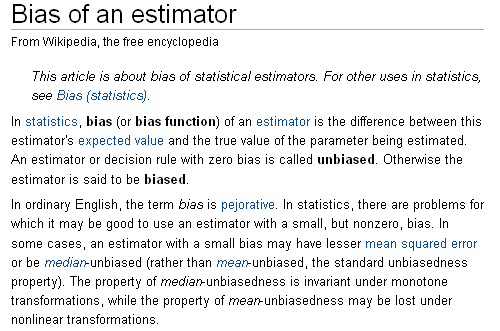 Bias of an estimator
From Wikipedia, the free encyclopedia
This article is about bias of statistical estimators. For other uses in statistics,
see Bias (statistics).
In statistics, bias (or bias function) of an estimator is the difference between this
estimator's expected value and the true value of the parameter being estimated.
An estimator or decision rule with zero bias is called unbiased. Otherwise the
estimator is said to be biased.
In ordinary English, the term bias is pejorative. In statistics, there are problems for
which it may be good to use an estimator with a small, but nonzero, bias. In
some cases, an estimator with a small bias may have lesser mean squared error
or be median-unbiased (rather than mean-unbiased, the standard unbiasedness
property). The property of median-unbiasedness is invariant under monotone
transformations, while the property of mean-unbiasedness may be lost under
nonlinear transformations.